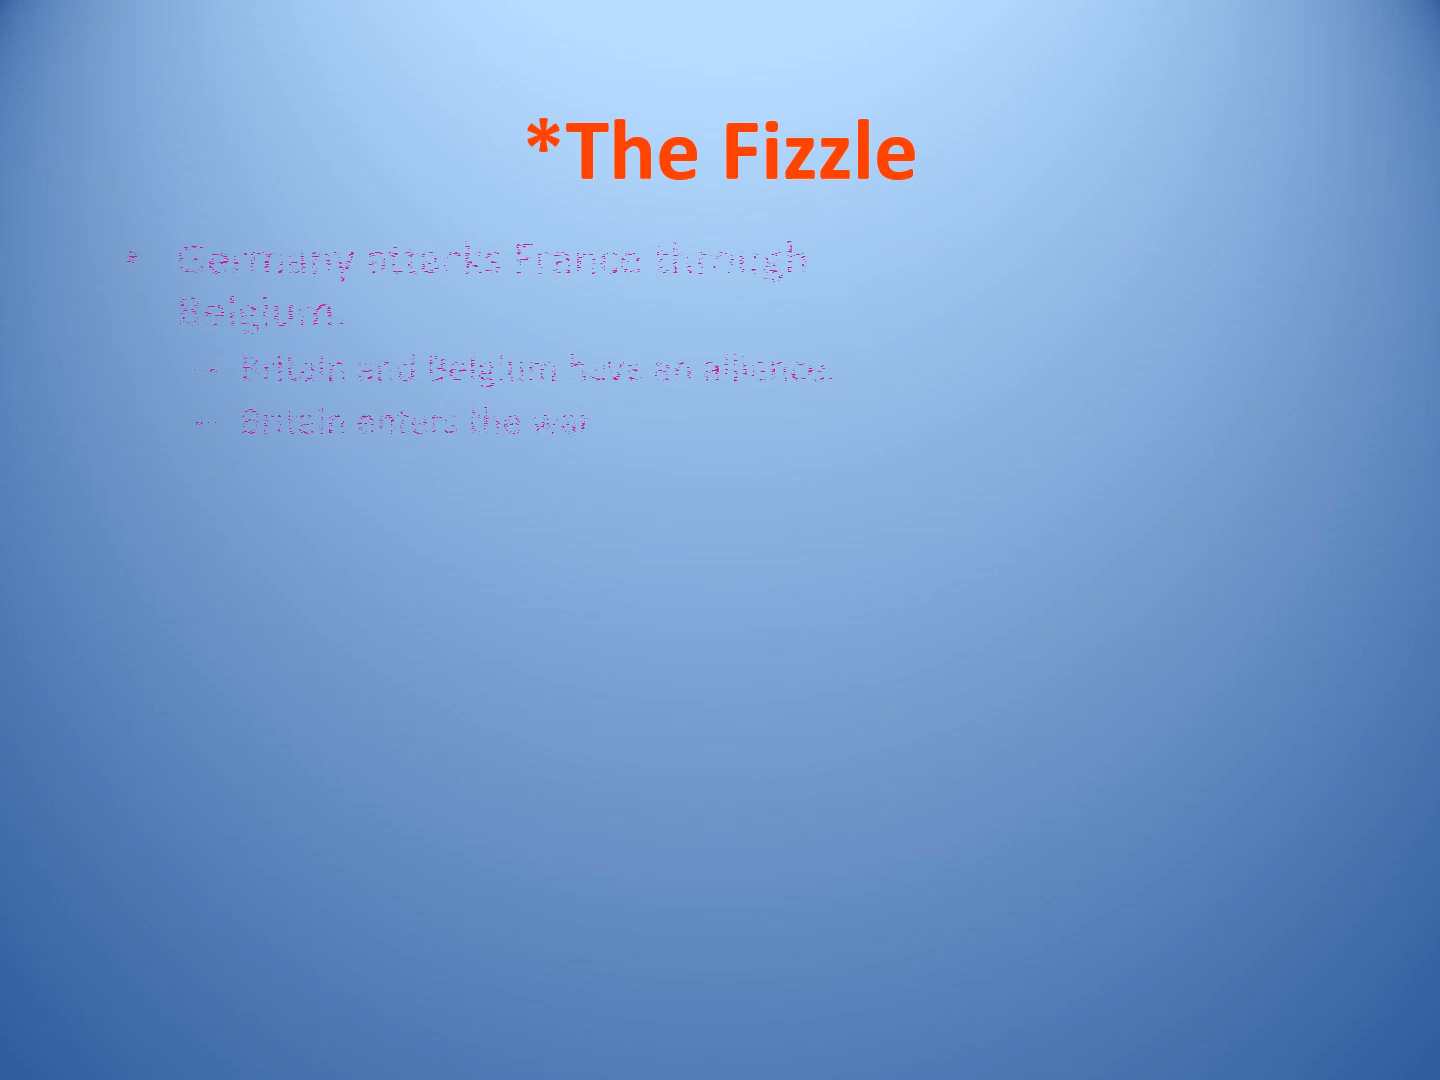 *The Fizzle
• Germany attacks France through
Belgium.
– Britain and Belgium have an alliance.
– Britain enters the war